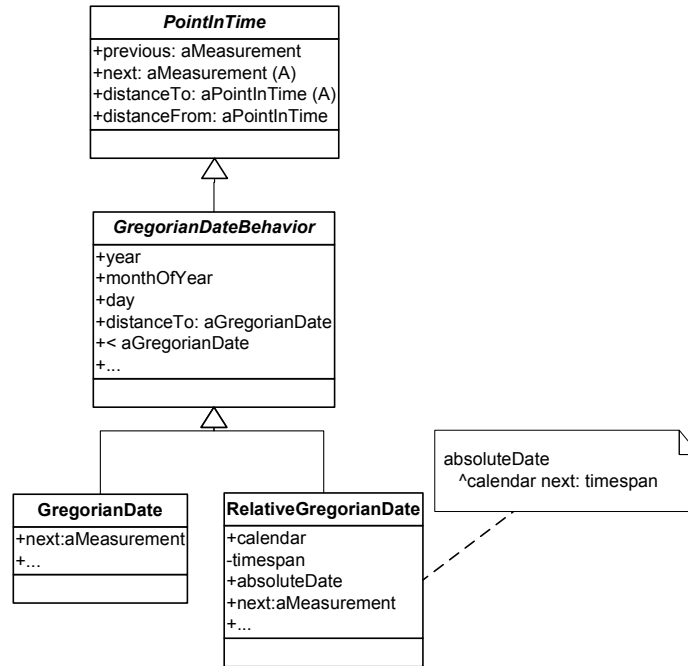 PointInTime
+previous: aMeasurement
+next: aMeasurement (A)
+distanceTo: aPointInTime (A)
+distanceFrom: aPointInTime
GregorianDateBehavior
+year
+monthOfYear
+day
+distanceTo: aGregorianDate
+< aGregorianDate
+...
absoluteDate
^calendar next: timespan
GregorianDate
+next:aMeasurement
+...
RelativeGregorianDate
+calendar
-timespan
+absoluteDate
+next:aMeasurement
+...